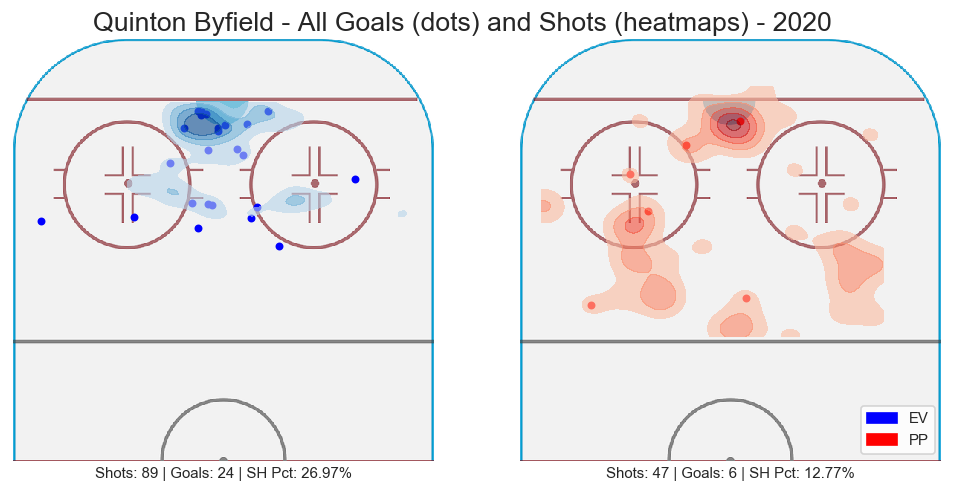 Quinton Byfield - All Goals (dots) and Shots (heatmaps) - 2020
EV
PP
Shots: 89 | Goals: 24 | SH Pct: 26.97%
Shots: 47 | Goals: 6 | SH Pct: 12.77%